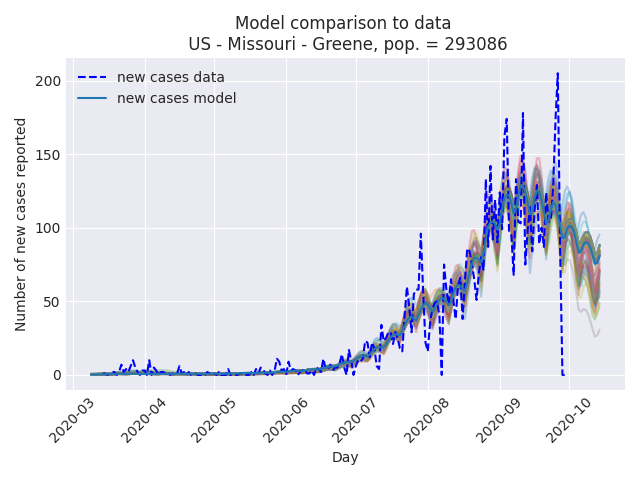 Model comparison to data
US - Missouri - Greene, pop. = 293086
new cases data
new cases model
Number of new cases reported
200
150
100
50
0
2020-03
2020-04
2020-05
2020-06
2020-07
2020-08
2020-09
2020-10
Day